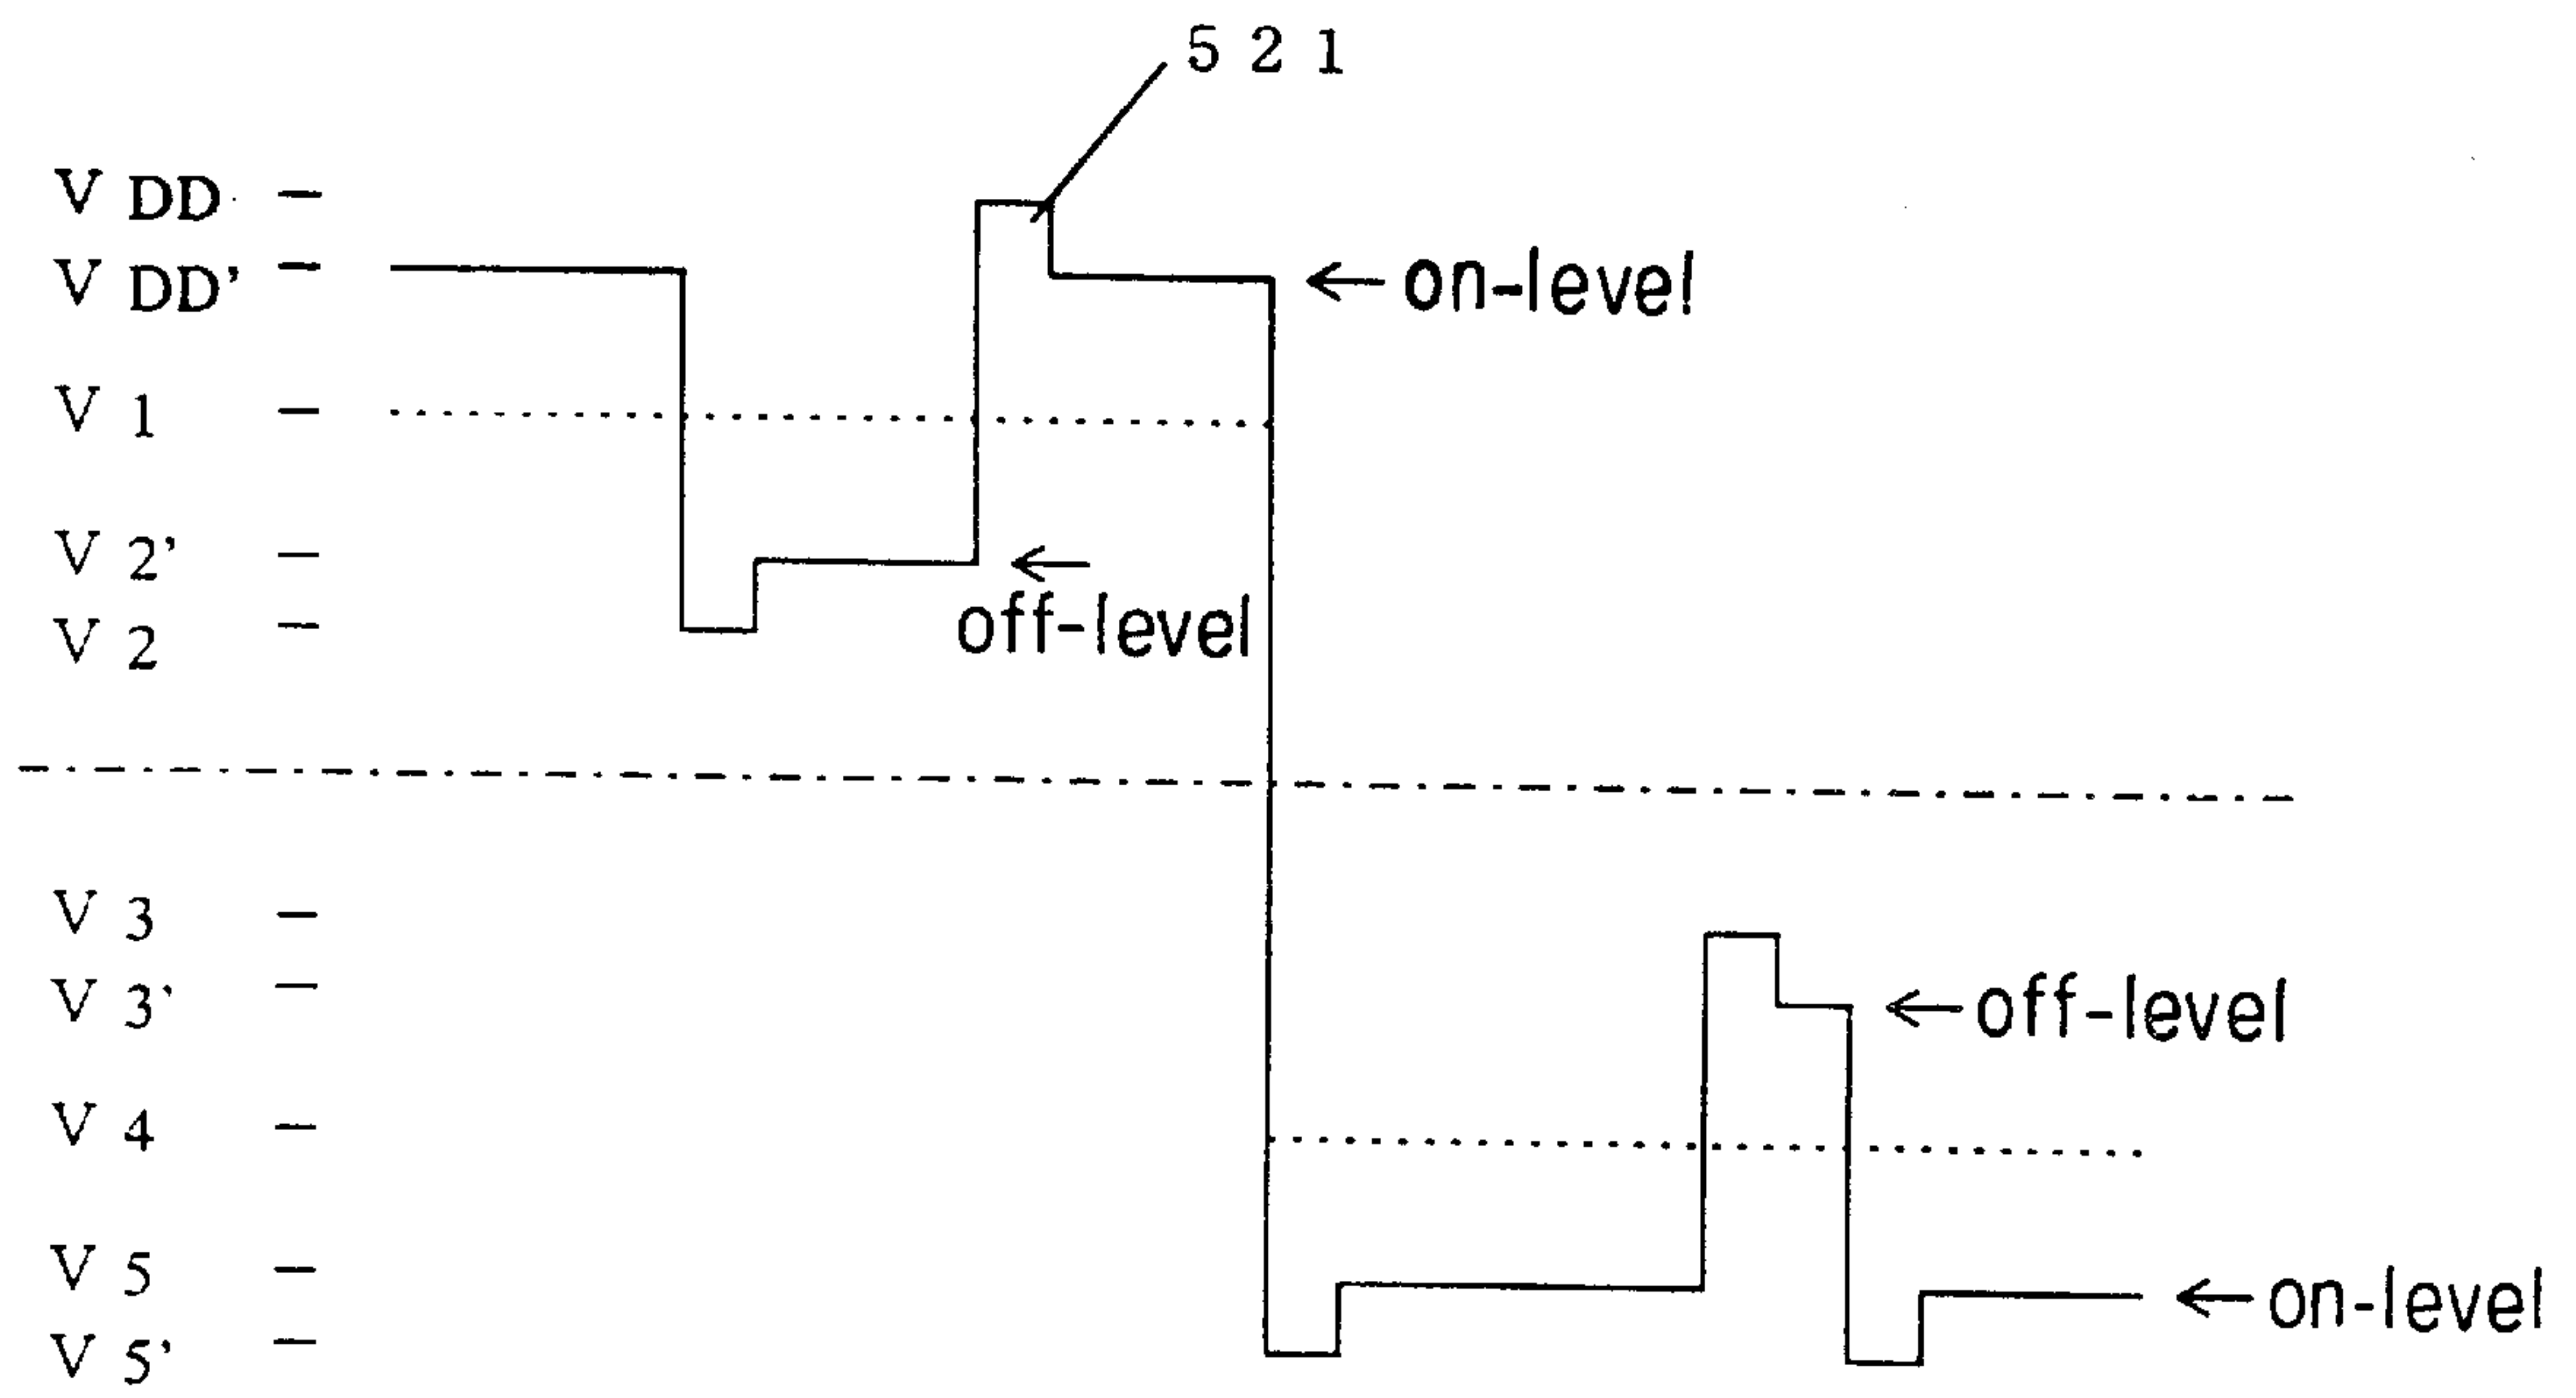 5 2 1
V DD
V DD'
on-level
V 1
V 2'
off-level
V 2
V 3
V 3'
off-level
V 4
V 5
on-level
V 5'